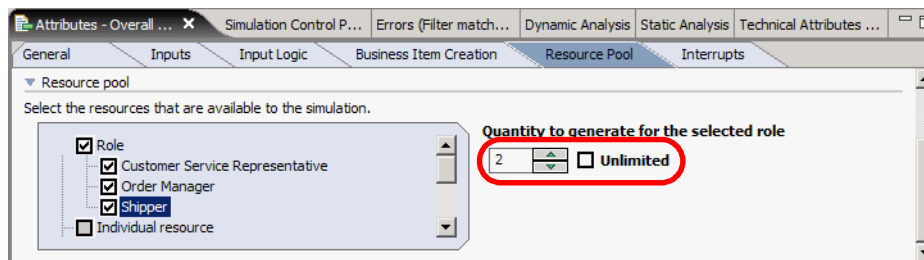 Attributes - Overall ... Simulation Control P... Errors (Filter match... Dynamic Analysis Static Analysis Technical Attributes ...
General Inputs Input Logic Business Item Creation Resource Pool Interrupts
Resource pool
Select the resources that are available to the simulation.
Quantity to generate for the selected role
Role
2 Unlimited
Customer Service Representative
Order Manager
Shipper
Individual resource